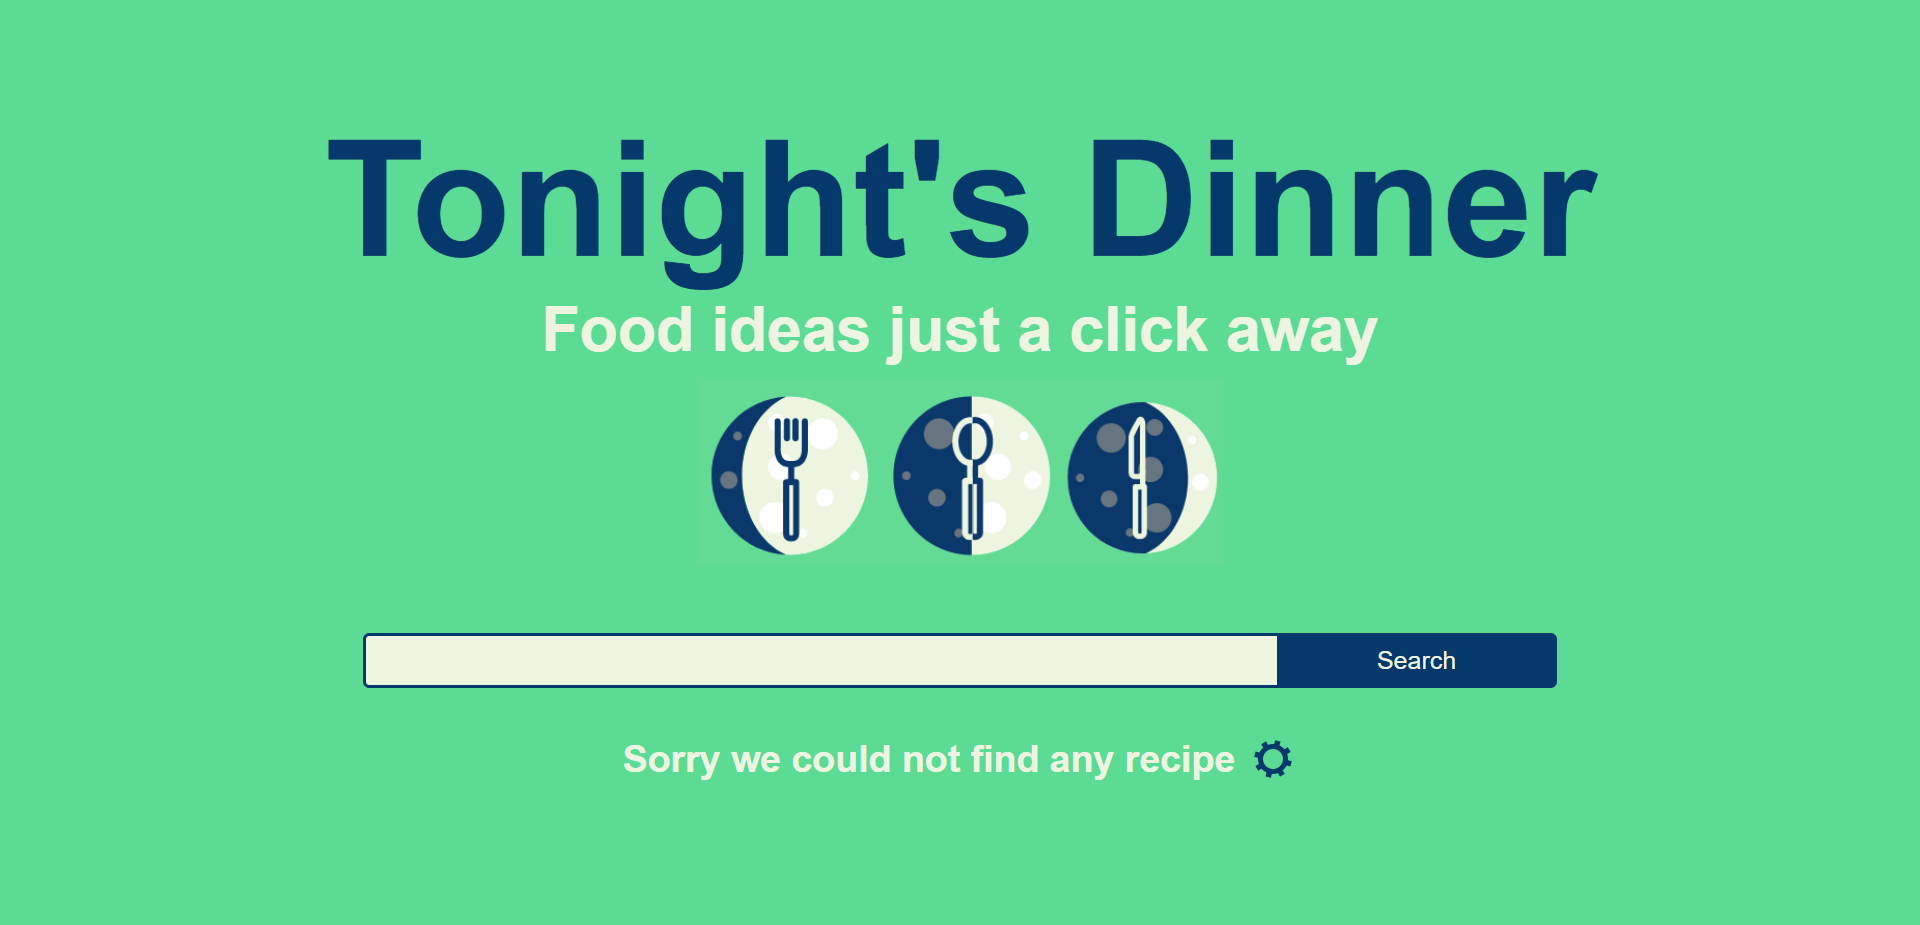 Tonight's Dinner
Food ideas just a click away
Search
Sorry we could not find any recipe